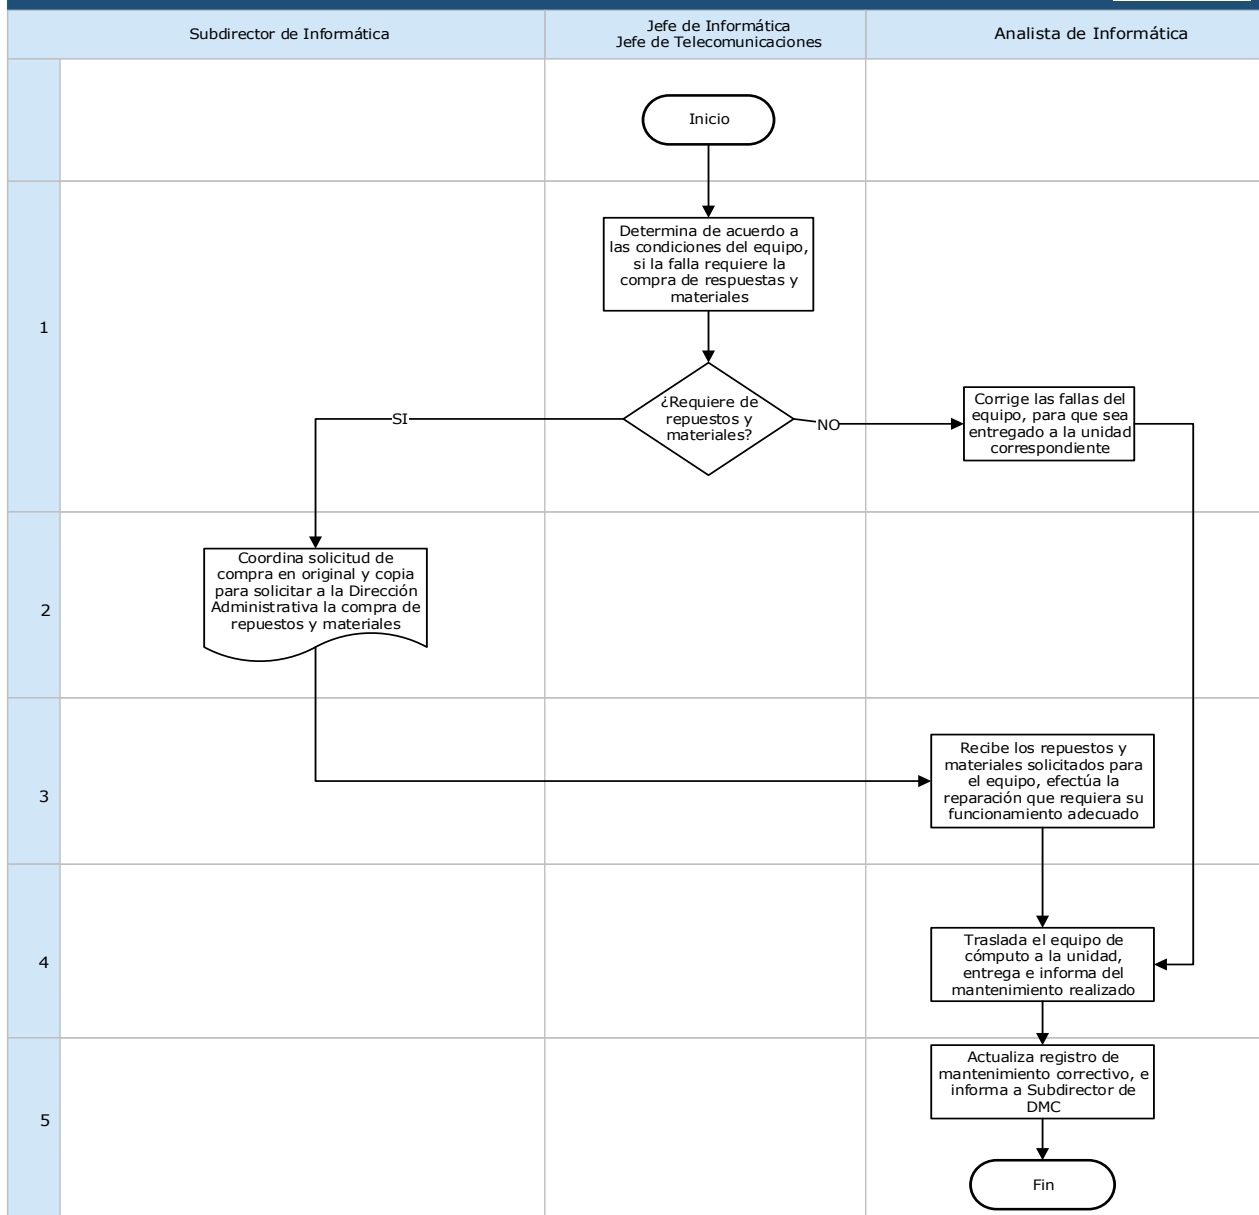 Subdirector de Informática
Jefe de Informática
Jefe de Telecomunicaciones
Analista de Informática
Inicio
1
Determina de acuerdo a
las condiciones del equipo,
si la falla requiere la
compra de respuestas y
materiales
¿Requiere de
repuestos y
materiales?
SI
NO
Corrige las fallas del
equipo, para que sea
entregado a la unidad
correspondiente
2
Coordina solicitud de
compra en original y copia
para solicitar a la Dirección
Administrativa la compra de
repuestos y materiales
3
Recibe los repuestos y
materiales solicitados para
el equipo, efectúa la
reparación que requiera su
funcionamiento adecuado
4
Traslada el equipo de
cómputo a la unidad,
entrega e informa del
mantenimiento realizado
5
Actualiza registro de
mantenimiento correctivo, e
informa a Subdirector de
DMC
Fin